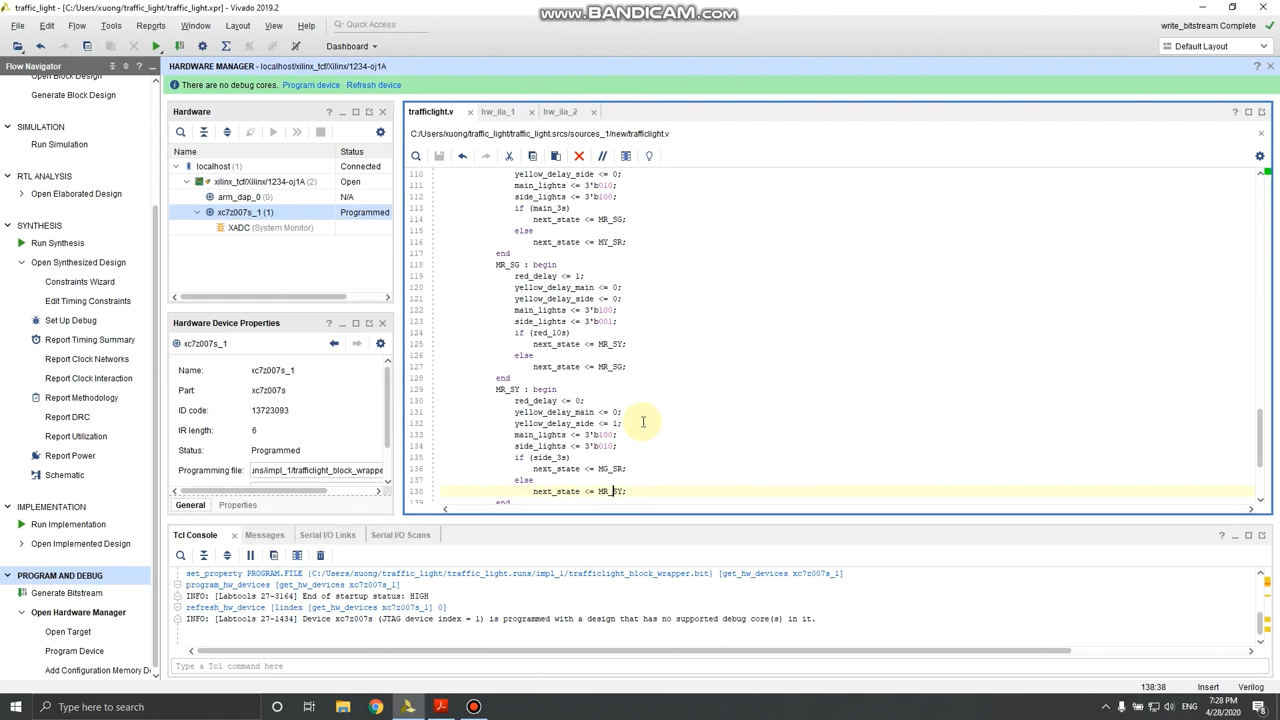 traffic_light - [C:/Users/xuong/traffic_light/traffic_light.xpr] - Vivado 2019.2
www.BANDICAM.com
File Edit Flow Tools Reports Window Layout View Help Quick Access
write_bitstream Complete
Dashboard
Default Layout
Flow Navigator
HARDWARE MANAGER - localhost/xilinx_tcf/Xilinx/1234-oj1A
There are no debug cores. Program device Refresh device
Open Block Design
Generate Block Design
SIMULATION
Run Simulation
RTL ANALYSIS
Open Elaborated Design
SYNTHESIS
Run Synthesis
Open Synthesized Design
Constraints Wizard
Edit Timing Constraints
Set Up Debug
Report Timing Summary
Report Clock Networks
Report Clock Interaction
Report Methodology
Report DRC
Report Utilization
Report Power
Schematic
IMPLEMENTATION
Run Implementation
Open Implemented Design
PROGRAM AND DEBUG
Generate Bitstream
Open Hardware Manager
Open Target
Program Device
Add Configuration Memory De
Hardware
Name Status
localhost (1) Connected
xilinx_tcf/Xilinx/1234-oj1A (2) Open
arm_dap_0 (0) N/A
xc7z007s_1 (1) Programmed
XADC (System Monitor)
Hardware Device Properties
xc7z007s_1
Name: xc7z007s_1
Part: xc7z007s
ID code: 13723093
IR length: 6
Status: Programmed
Programming file: uns/impl_1/trafficlight_block_wrappe
General Properties
trafficlight.v hw_ila_1 hw_ila_2
C:/Users/xuong/traffic_light/traffic_light.srcs/sources_1/new/trafficlight.v
110 yellow_delay_side <= 0;
111 main_lights <= 3'b010;
112 side_lights <= 3'b100;
113 if (main_3s)
114 next_state <= MR_SG;
115 else
116 next_state <= MY_SR;
117 end
118 MR_SG : begin
119 red_delay <= 1;
120 yellow_delay_main <= 0;
121 yellow_delay_side <= 0;
122 main_lights <= 3'b100;
123 side_lights <= 3'b001;
124 if (red_10s)
125 next_state <= MR_SY;
126 else
127 next_state <= MR_SG;
128 end
129 MR_SY : begin
130 red_delay <= 0;
131 yellow_delay_main <= 0;
132 yellow_delay_side <= 1;
133 main_lights <= 3'b100;
134 side_lights <= 3'b010;
135 if (side_3s)
136 next_state <= MG_SR;
137 else
138 next_state <= MR_SY;
139 end
Tcl Console Messages Serial I/O Links Serial I/O Scans
set_property PROGRAM.FILE {C:/Users/xuong/traffic_light/traffic_light.runs/impl_1/trafficlight_block_wrapper.bit} [get_hw_devices xc7z007s_1]
program_hw_devices [get_hw_devices xc7z007s_1]
INFO: [Labtools 27-3164] End of startup status: HIGH
refresh_hw_device [lindex [get_hw_devices xc7z007s_1] 0]
INFO: [Labtools 27-1434] Device xc7z007s (JTAG device index = 1) is programmed with a design that has no supported debug core(s) in it.
Type a Tcl command here
138:38 Insert Verilog
Type here to search
ENG
7:28 PM
4/28/2020